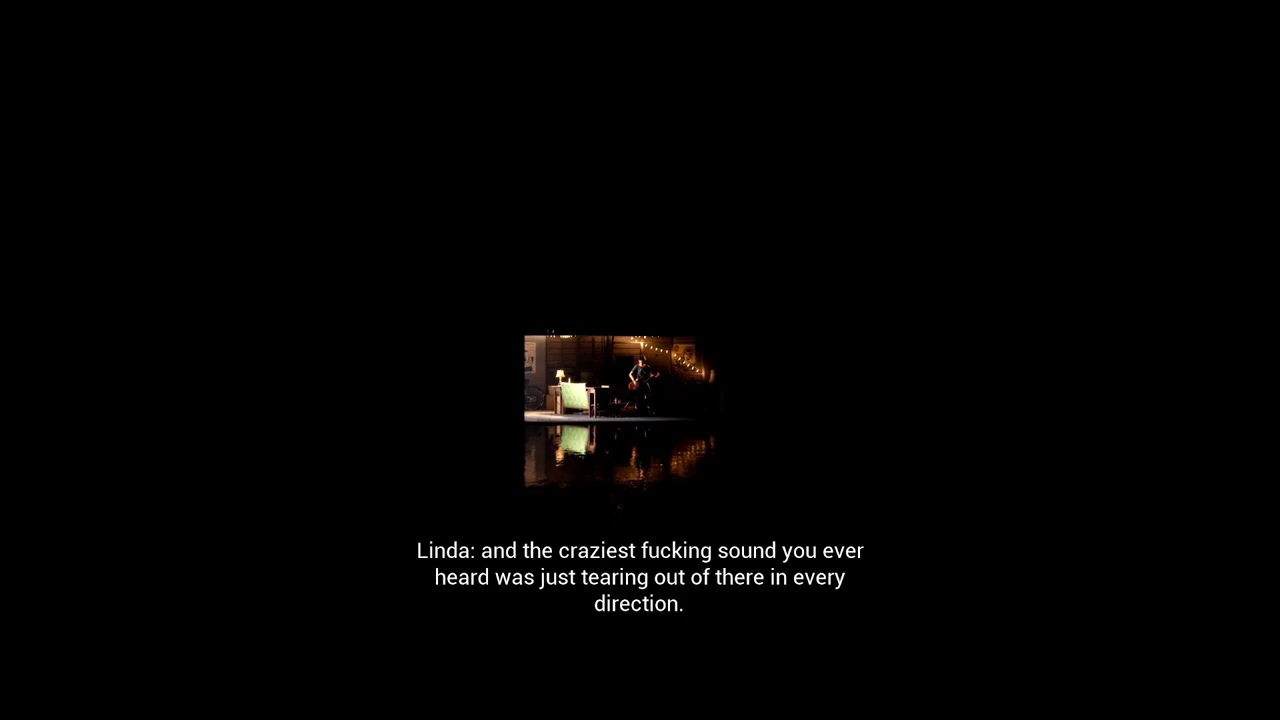 Linda: and the craziest fucking sound you ever
heard was just tearing out of there in every
direction.